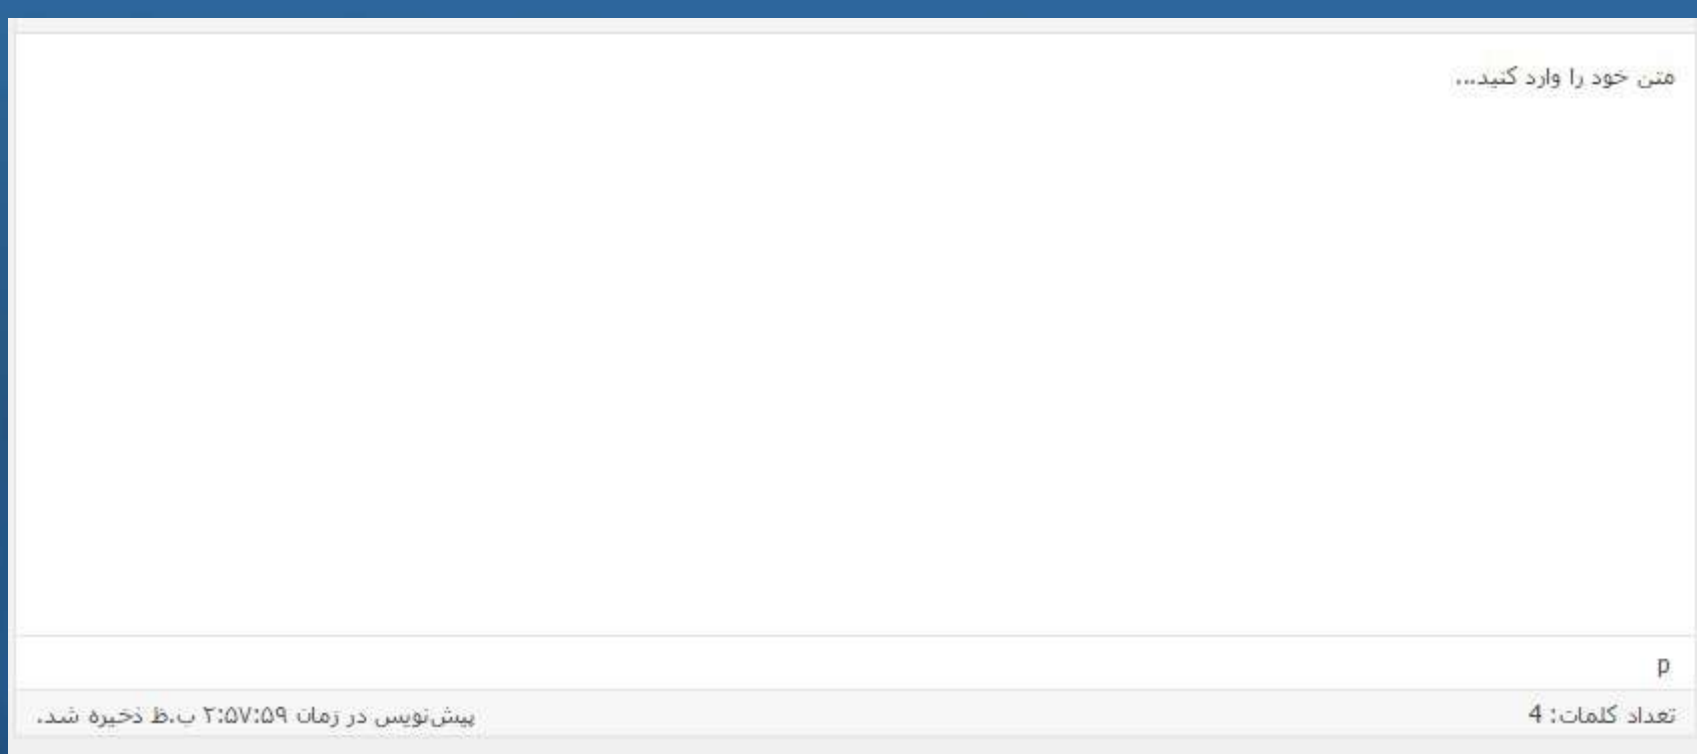 متن خود را وارد کنید...
p
تعداد کلمات: 4
پیش‌نویس در زمان ۲:۵۷:۵۹ ب.ظ ذخیره شد.